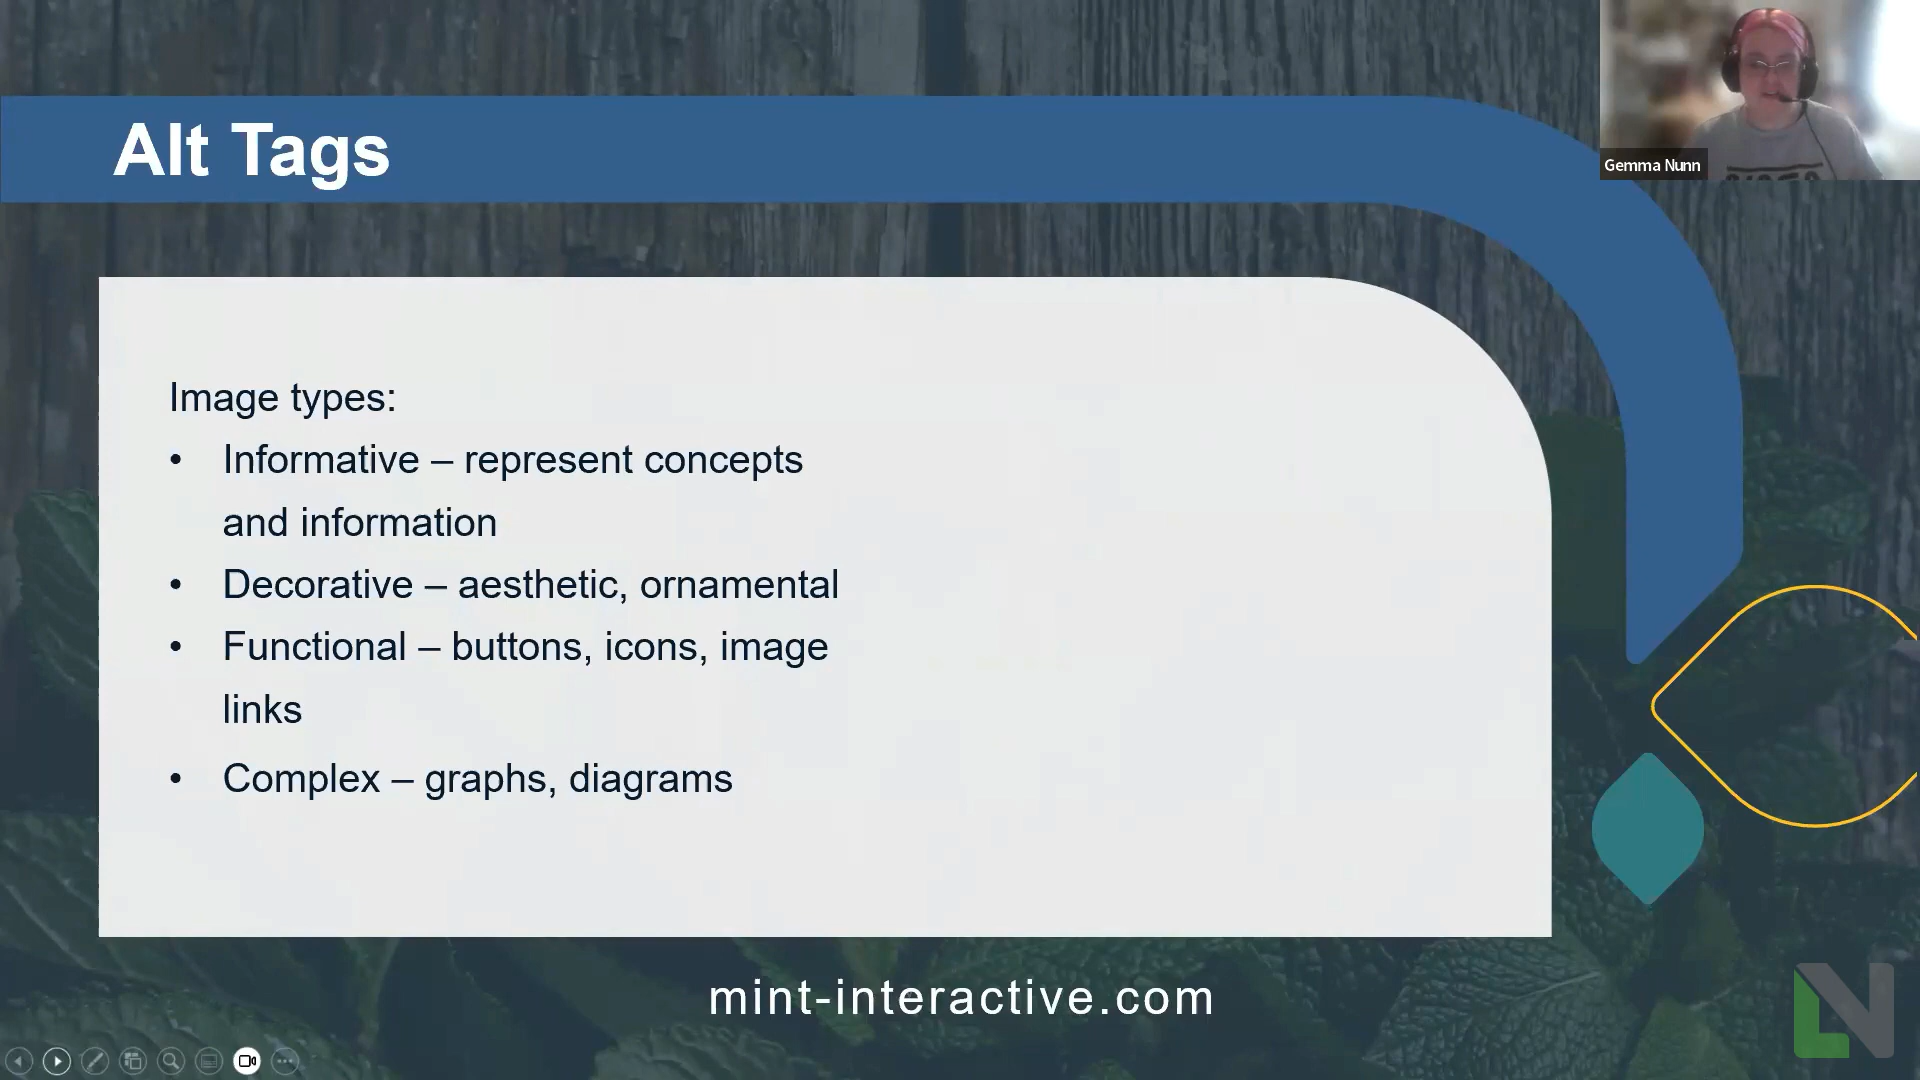 Alt Tags
Gemma Nunn
Image types:
• Informative – represent concepts
and information
• Decorative – aesthetic, ornamental
• Functional – buttons, icons, image
links
• Complex – graphs, diagrams
mint-interactive.com
LN